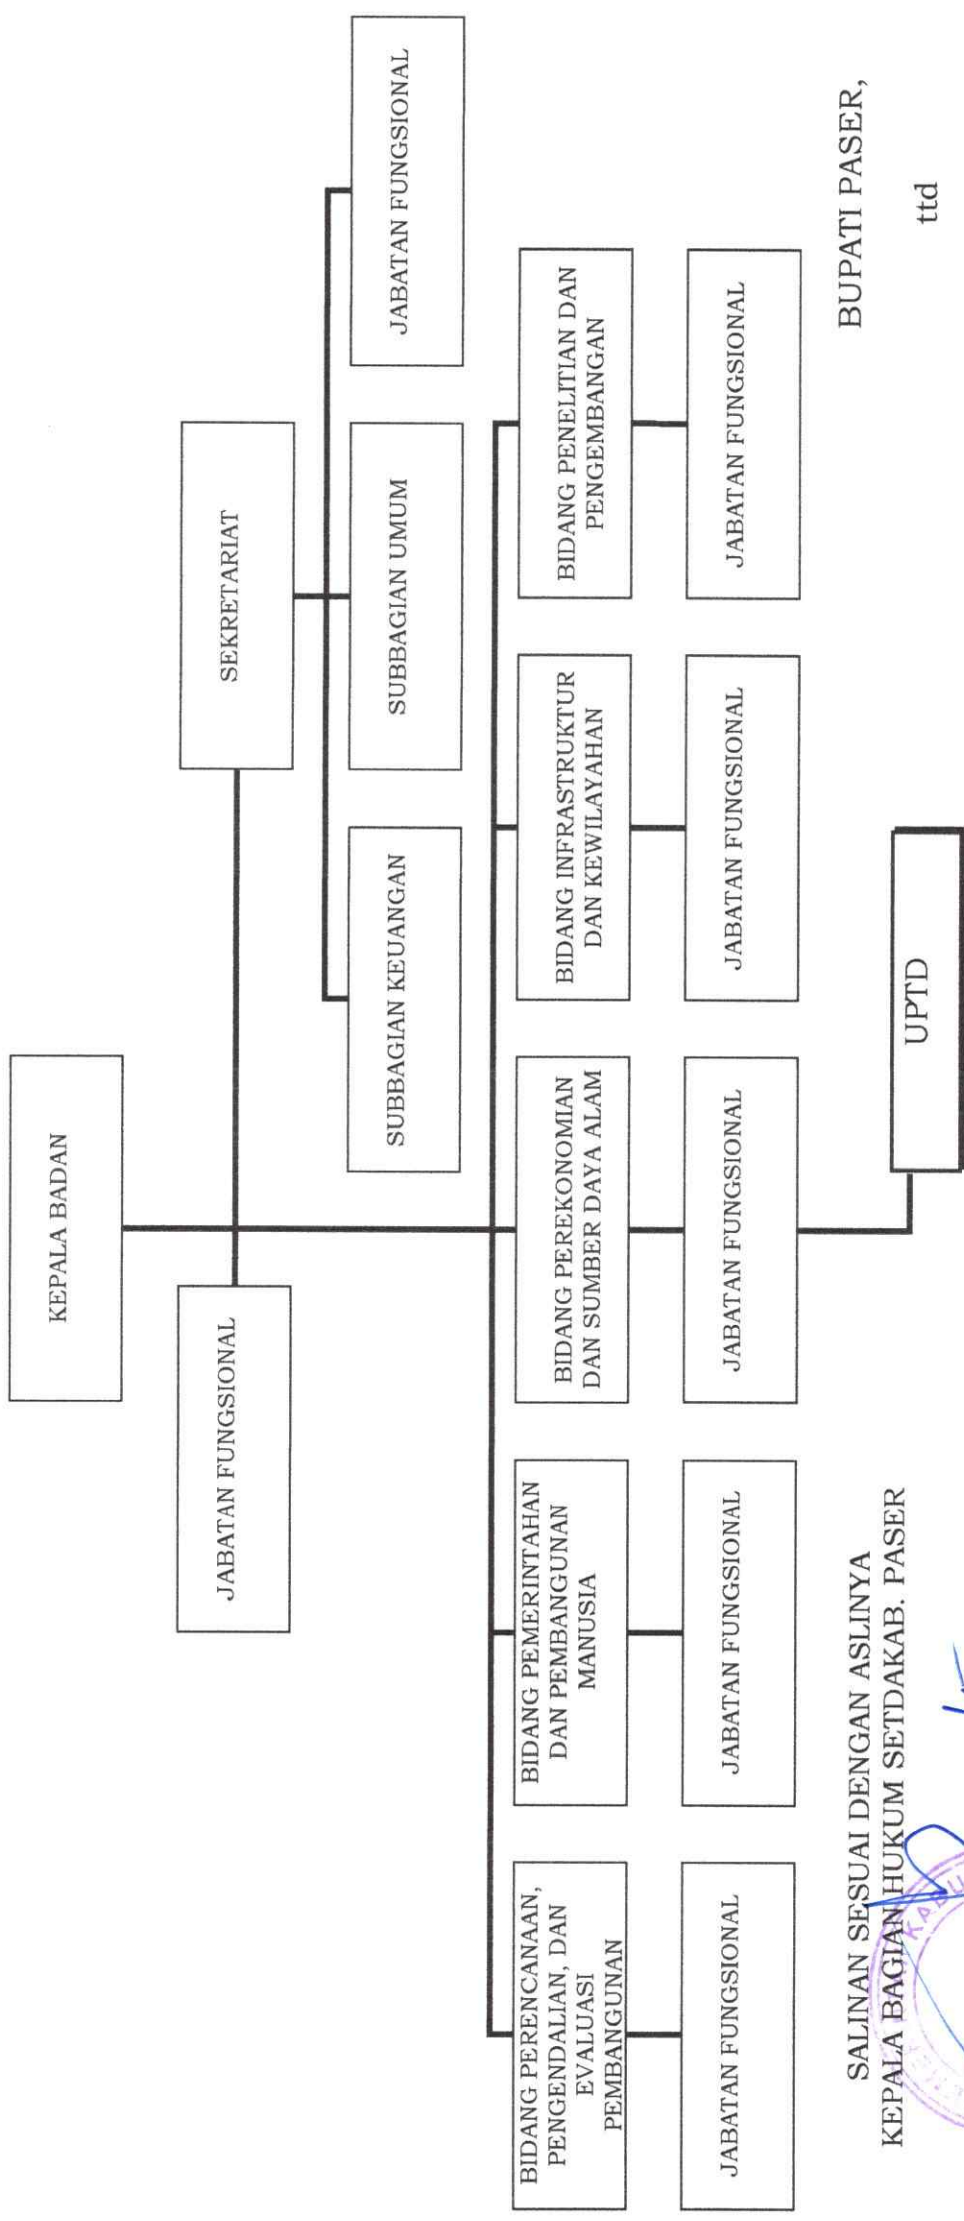 KEPALA BADAN
JABATAN FUNGSIONAL
SEKRETARIAT
SUBBAGIAN KEUANGAN
SUBBAGIAN UMUM
JABATAN FUNGSIONAL
BIDANG PERENCANAAN,
PENGENDALIAN, DAN
EVALUASI
PEMBANGUNAN
BIDANG PEMERINTAHAN
DAN PEMBANGUNAN
MANUSIA
BIDANG PEREKONOMIAN
DAN SUMBER DAYA ALAM
BIDANG INFRASTRUKTUR
DAN KEWILAYAHAN
BIDANG PENELITIAN DAN
PENGEMBANGAN
JABATAN FUNGSIONAL
JABATAN FUNGSIONAL
JABATAN FUNGSIONAL
JABATAN FUNGSIONAL
JABATAN FUNGSIONAL
UPTD
BUPATI PASER,
ttd
SALINAN SESUAI DENGAN ASLINYA
KEPALA BAGIAN HUKUM SETDAKAB. PASER